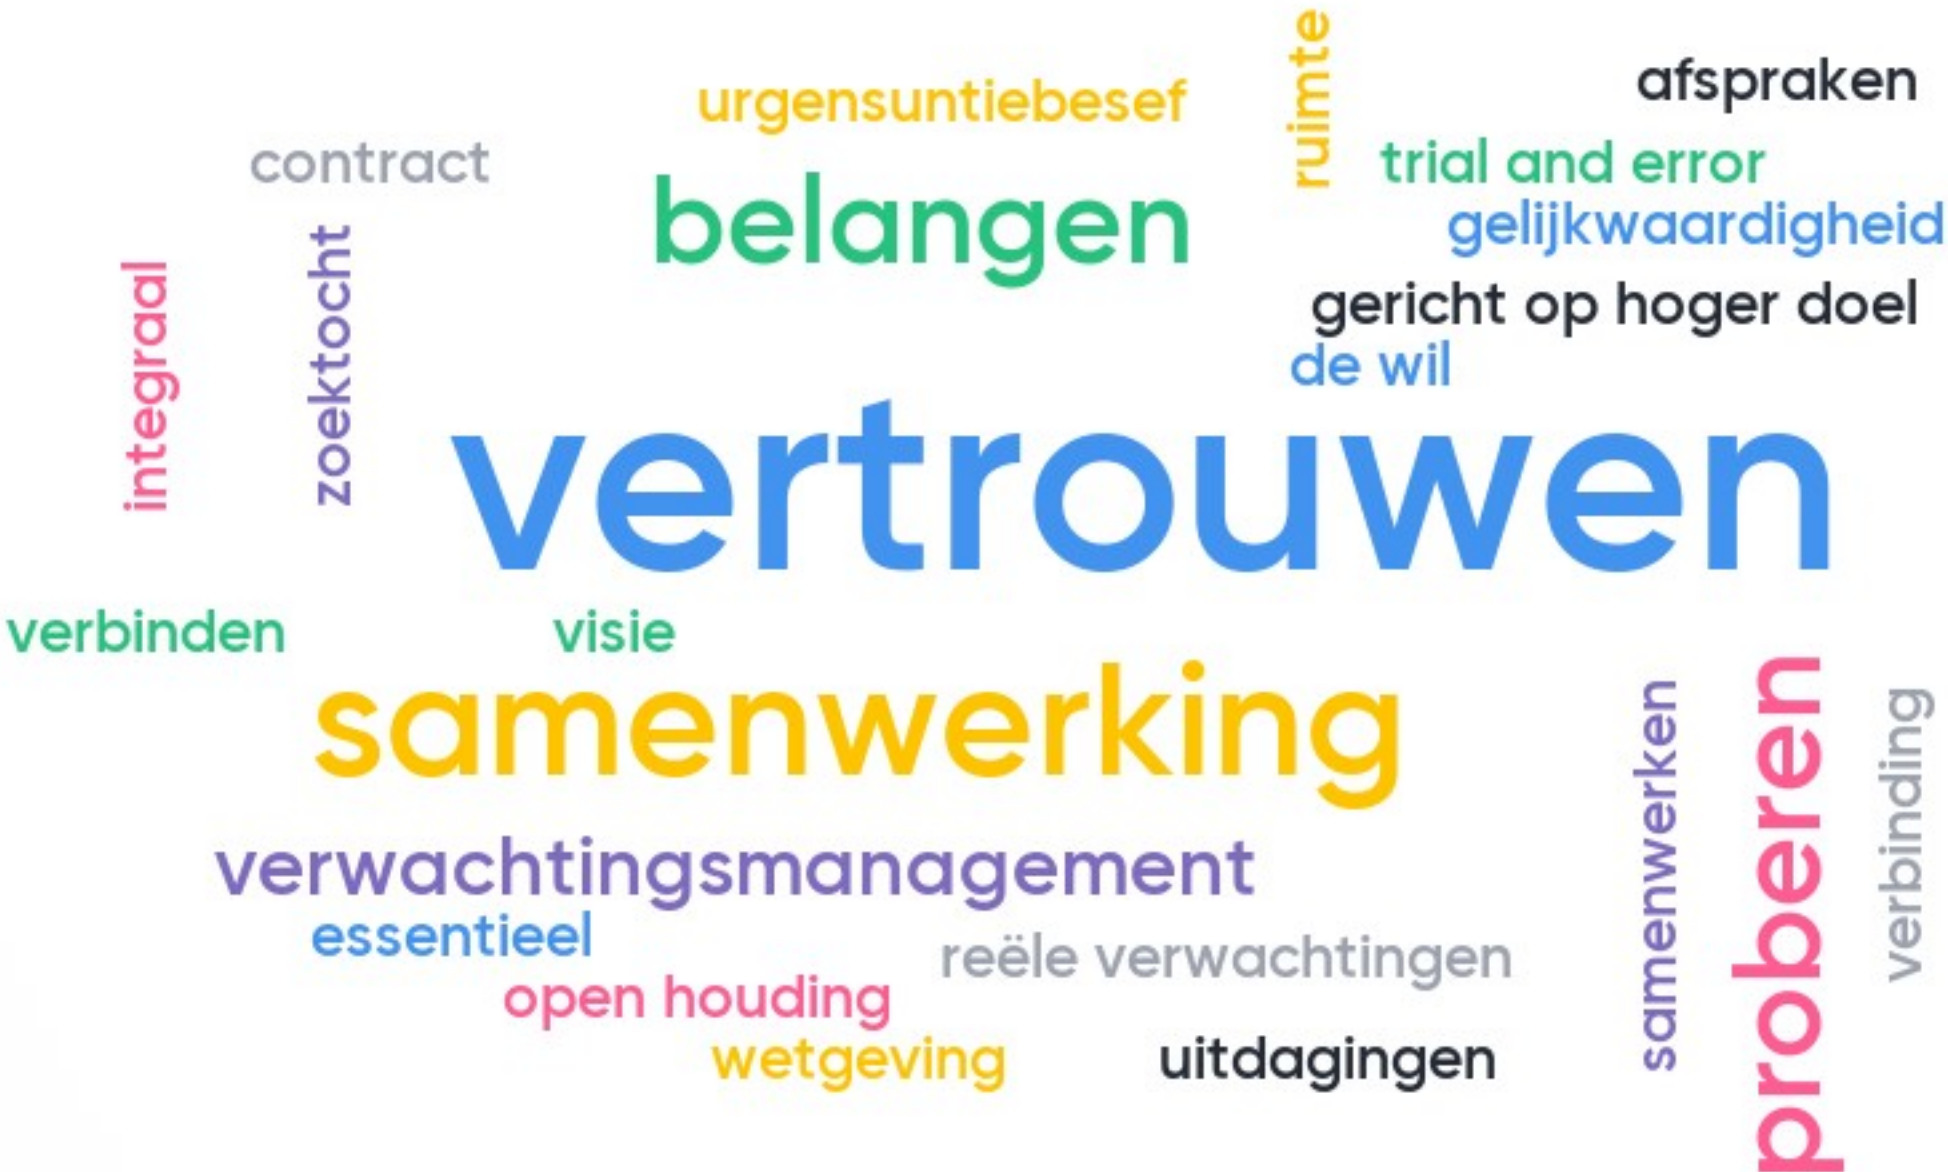 ruimte
afspraken
urgensuntiebesef
contract
trial and error
belangen
gelijkwaardigheid
integraal
zoektocht
gericht op hoger doel
de wil
vertrouwen
verbinden
visie
samenwerking
samenwerken
proberen
verbinding
verwachtingsmanagement
essentieel
reële verwachtingen
open houding
wetgeving
uitdagingen